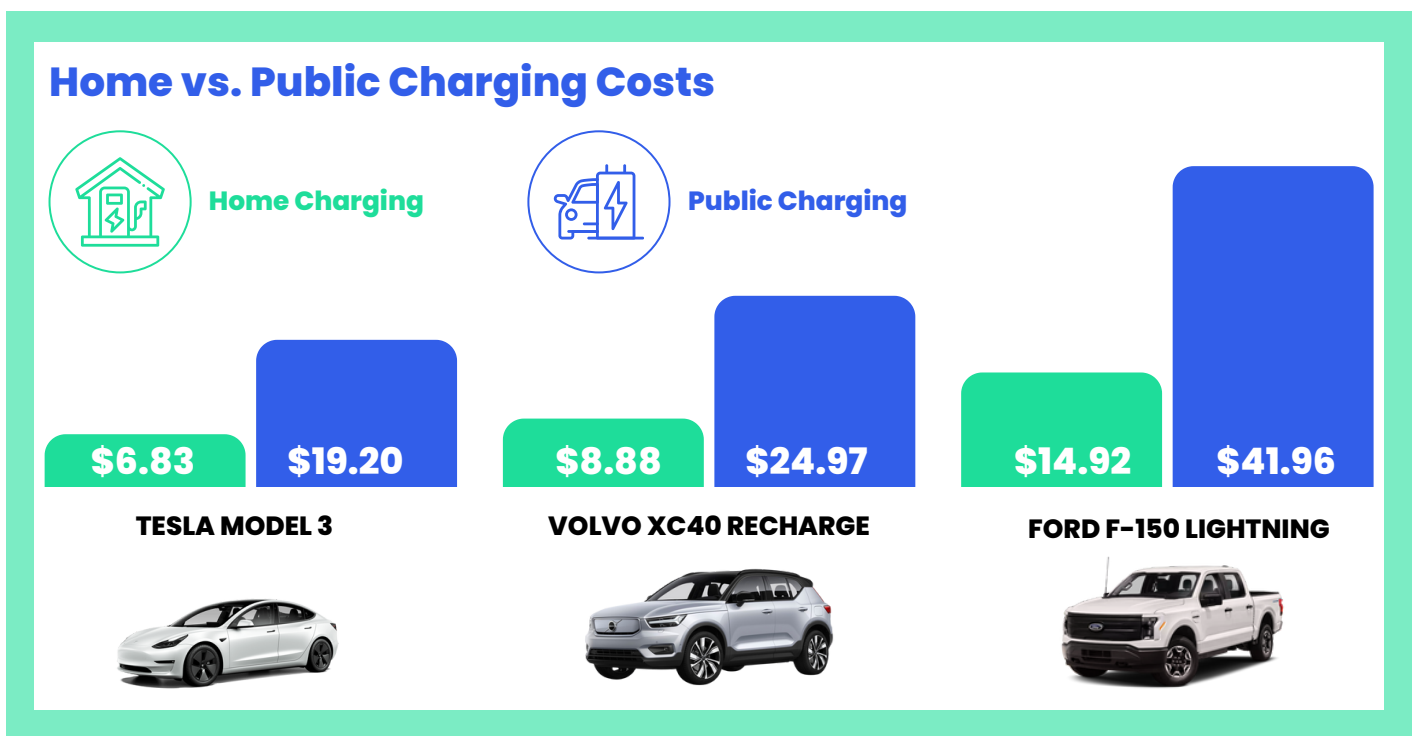 Home vs. Public Charging Costs
Home Charging
Public Charging
$6.83
$19.20
$8.88
$24.97
$14.92
$41.96
TESLA MODEL 3
VOLVO XC40 RECHARGE
FORD F-150 LIGHTNING